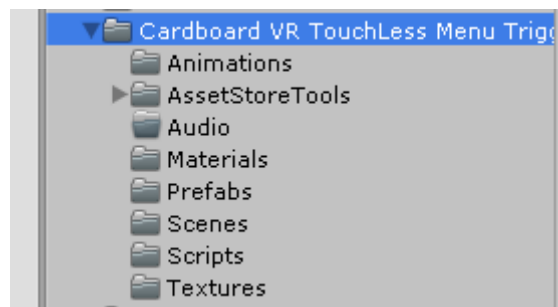 Cardboard VR TouchLess Menu Trigg
Animations
AssetStoreTools
Audio
Materials
Prefabs
Scenes
Scripts
Textures